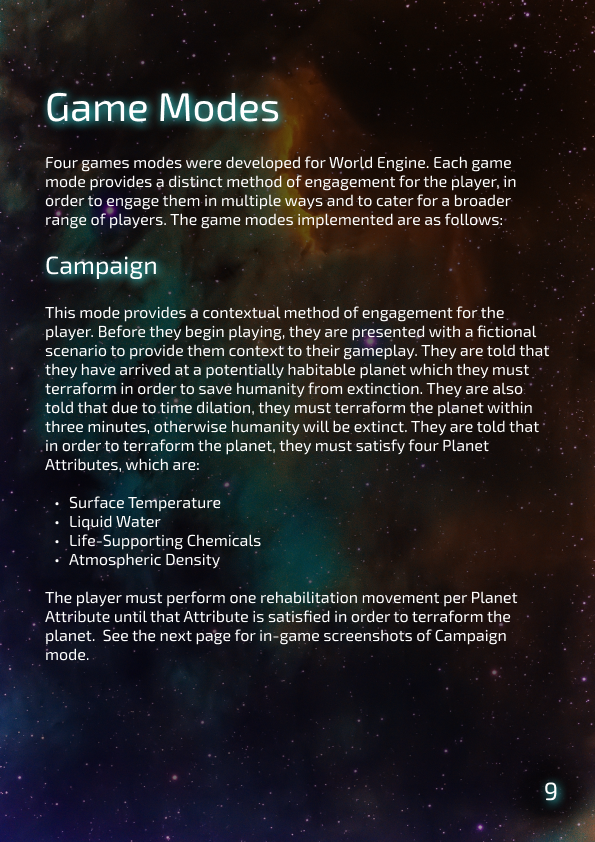 Game Modes
Four games modes were developed for World Engine. Each game
mode provides a distinct method of engagement for the player, in
order to engage them in multiple ways and to cater for a broader
range of players. The game modes implemented are as follows:
Campaign
This mode provides a contextual method of engagement for the
player. Before they begin playing, they are presented with a fictional
scenario to provide them context to their gameplay. They are told that
they have arrived at a potentially habitable planet which they must
terraform in order to save humanity from extinction. They are also
told that due to time dilation, they must terraform the planet within
three minutes, otherwise humanity will be extinct. They are told that
in order to terraform the planet, they must satisfy four Planet
Attributes, which are:
• Surface Temperature
• Liquid Water
• Life-Supporting Chemicals
• Atmospheric Density
The player must perform one rehabilitation movement per Planet
Attribute until that Attribute is satisfied in order to terraform the
planet.  See the next page for in-game screenshots of Campaign
mode.
9